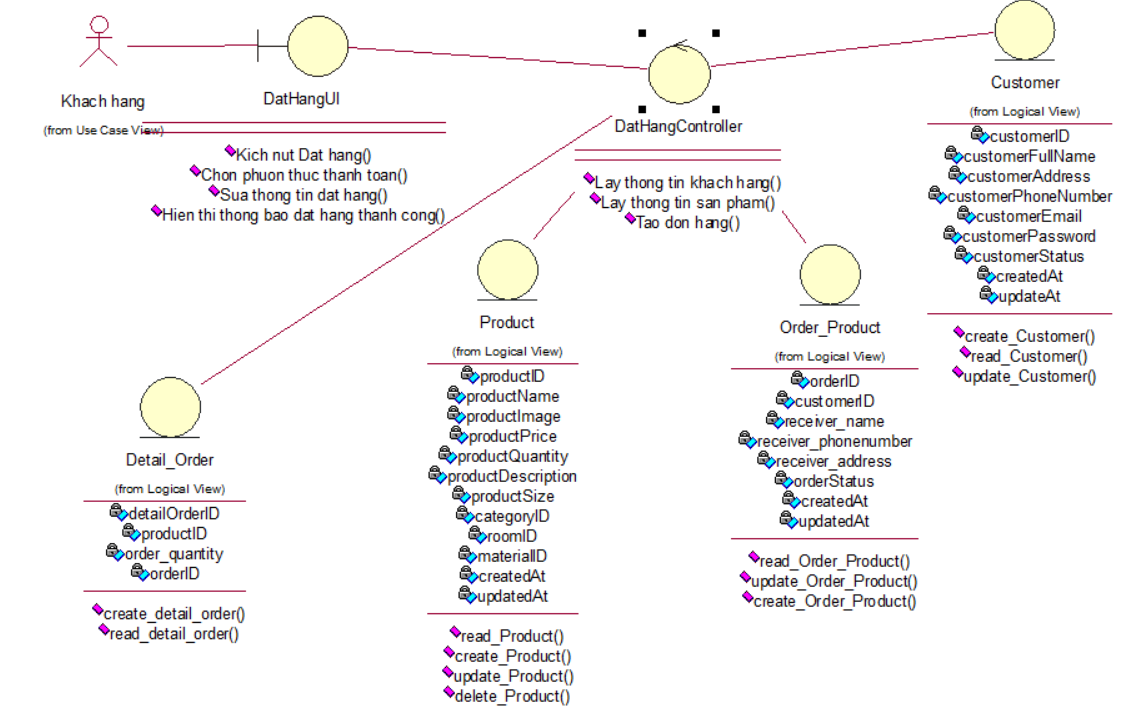 Khach hang
(from Use Case View)
DatHangUI
Kich nut Dat hang()
Chon phuon thuc thanh toan()
Sua thong tin dat hang()
Hien thi thong bao dat hang thanh cong()
DatHangController
Lay thong tin khach hang()
Lay thong tin san pham()
Tao don hang()
Customer
(from Logical View)
customerID
customerFullName
customerAddress
customerPhoneNumber
customerEmail
customerPassword
customerStatus
createdAt
updateAt
create_Customer()
read_Customer()
update_Customer()
Detail_Order
(from Logical View)
detailOrderID
productID
order_quantity
orderID
create_detail_order()
read_detail_order()
Product
(from Logical View)
productID
productName
productImage
productPrice
productQuantity
productDescription
productSize
categoryID
roomID
materialID
createdAt
updatedAt
read_Product()
create_Product()
update_Product()
delete_Product()
Order_Product
(from Logical View)
orderID
customerID
receiver_name
receiver_phonenumber
receiver_address
orderStatus
createdAt
updatedAt
read_Order_Product()
update_Order_Product()
create_Order_Product()